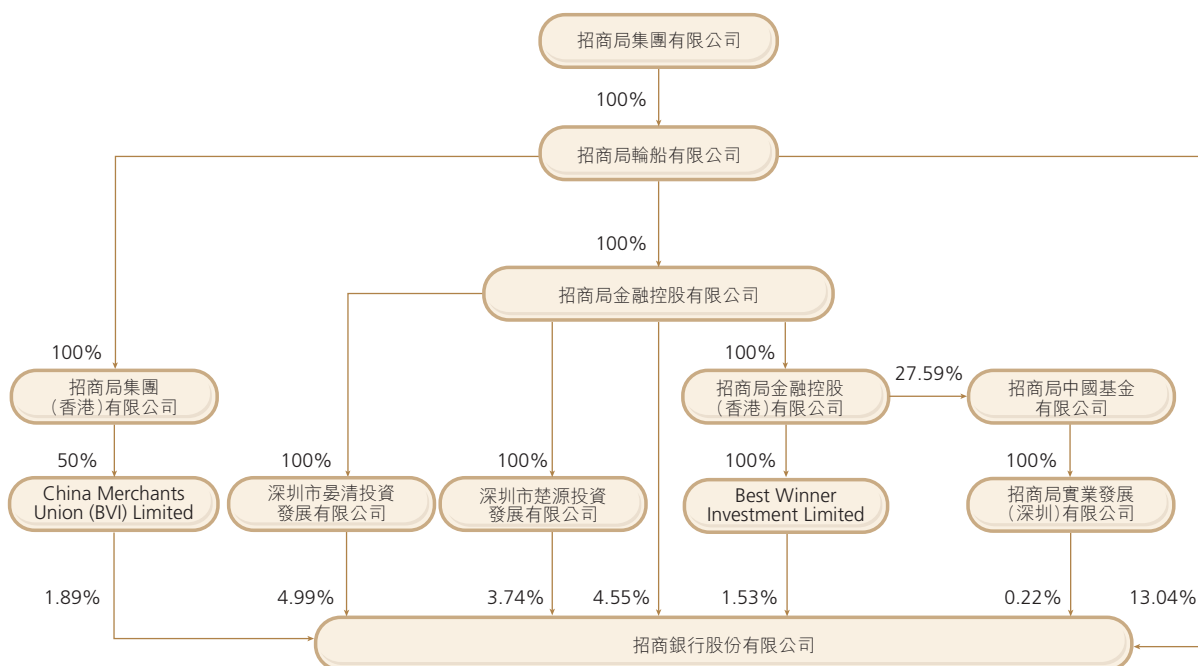 招商局集團有限公司
100%
招商局輪船有限公司
100%
招商局金融控股有限公司
100%
100%
招商局集團
（香港）有限公司
招商局金融控股
（香港）有限公司
27.59%
招商局中國基金
有限公司
50%
100%
100%
100%
100%
China Merchants
Union (BVI) Limited
深圳市晏清投資
發展有限公司
深圳市楚源投資
發展有限公司
Best Winner
Investment Limited
招商局實業發展
（深圳）有限公司
1.89%
4.99%
3.74%
4.55%
1.53%
0.22%
13.04%
招商銀行股份有限公司